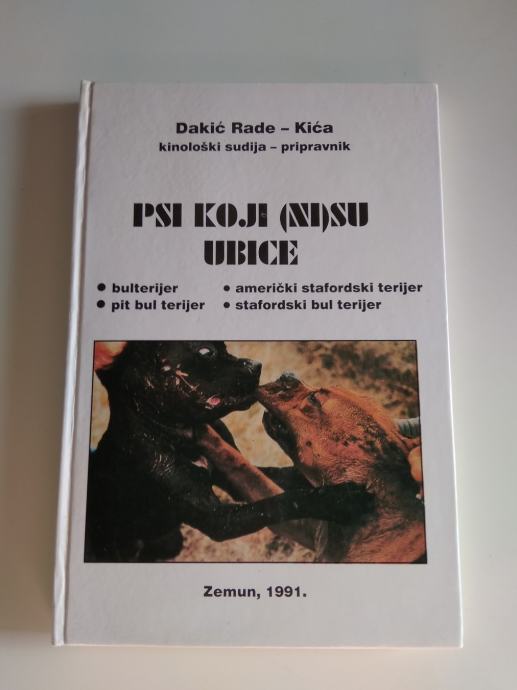 Dakić Rade – Kića
kinološki sudija – pripravnik
PSI KOJI (NI)SU
UBICE
• bulterijer • američki stafordski terijer
• pit bul terijer • stafordski bul terijer
Zemun, 1991.